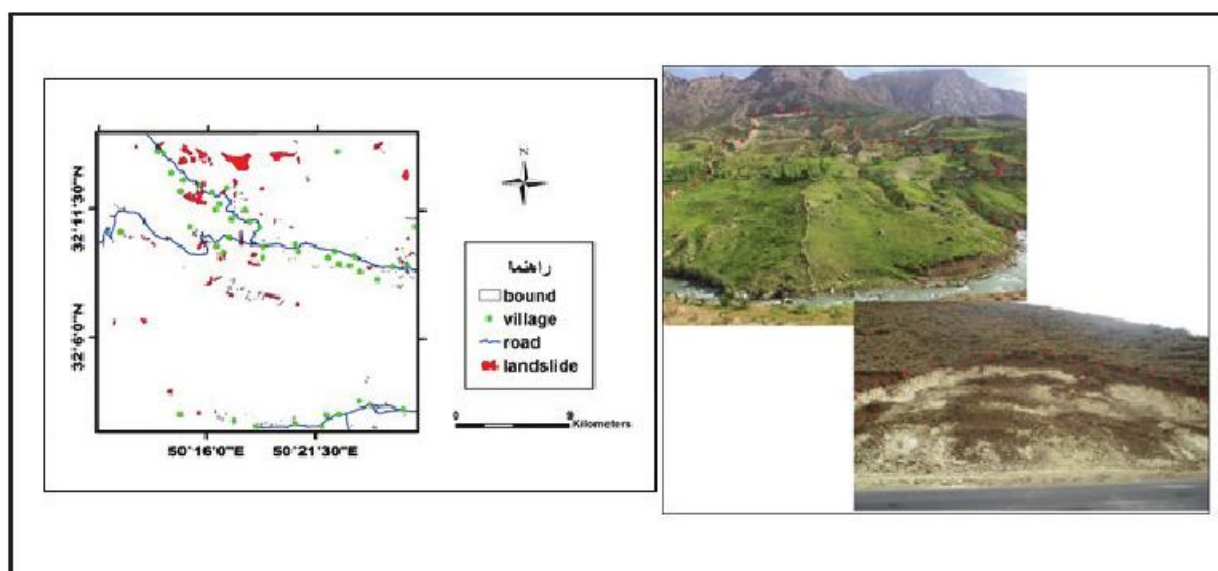 32°11'30"N
32°6'0"N
50°16'0"E
50°21'30"E
N
راهنما
bound
village
road
landslide
0
Kilometers